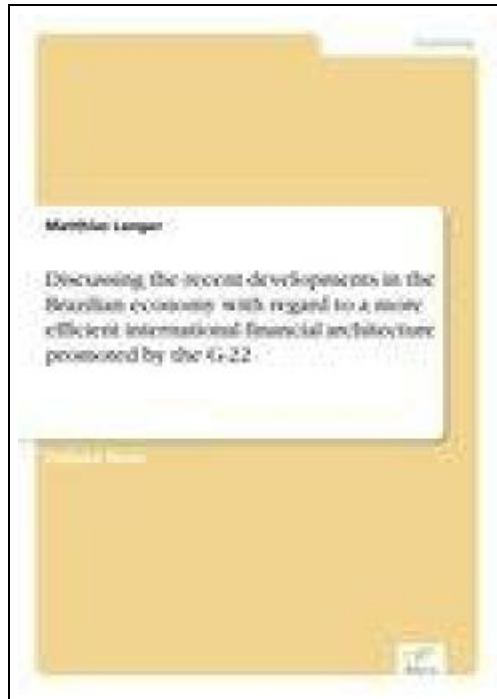 Matthias Langer
Discussing the recent developments in the
Brazilian economy with regard to a more
efficient international financial architecture
promoted by the G-22